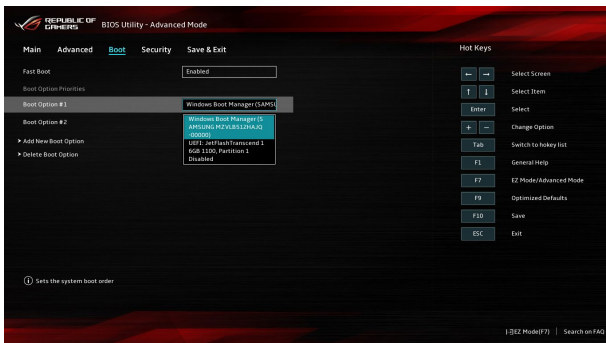 REPUBLIC OF
GAMERS
BIOS Utility - Advanced Mode
Main Advanced Boot Security Save & Exit
Hot Keys
Fast Boot Enabled
Boot Option Priorities
Boot Option #1 Windows Boot Manager (SAMSU
Boot Option #2
Windows Boot Manager (S
AMSUNG MZVLB512HAJQ
-00000)
UEFI: JetFlashTranscend 1
6GB 1100, Partition 1
Disabled
> Add New Boot Option
> Delete Boot Option
← → Select Screen
↑ ↓ Select Item
Enter Select
+ − Change Option
Tab Switch to hokey list
F1 General Help
F7 EZ Mode/Advanced Mode
F9 Optimized Defaults
F10 Save
ESC Exit
i Sets the system boot order
EZ Mode(F7) | Search on FAQ